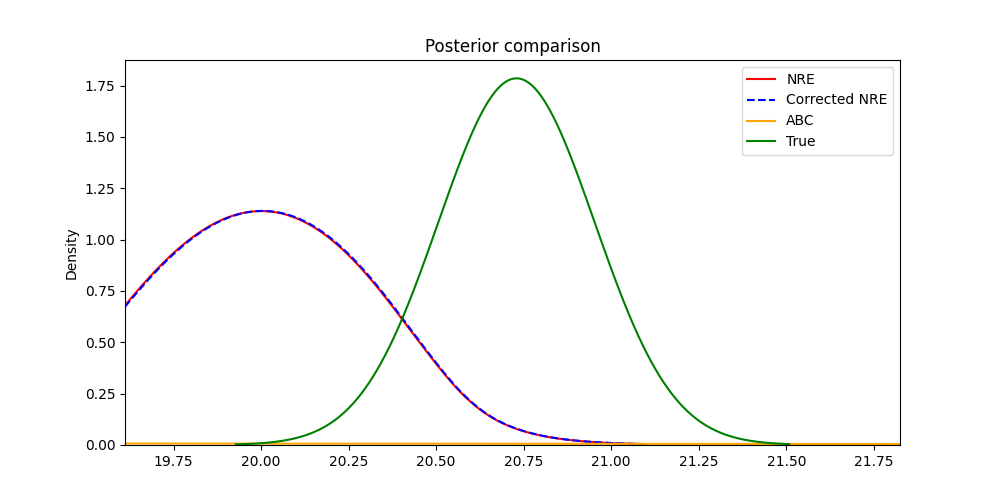 Posterior comparison
NRE
Corrected NRE
ABC
True
Density
1.75
1.50
1.25
1.00
0.75
0.50
0.25
0.00
19.75 20.00 20.25 20.50 20.75 21.00 21.25 21.50 21.75